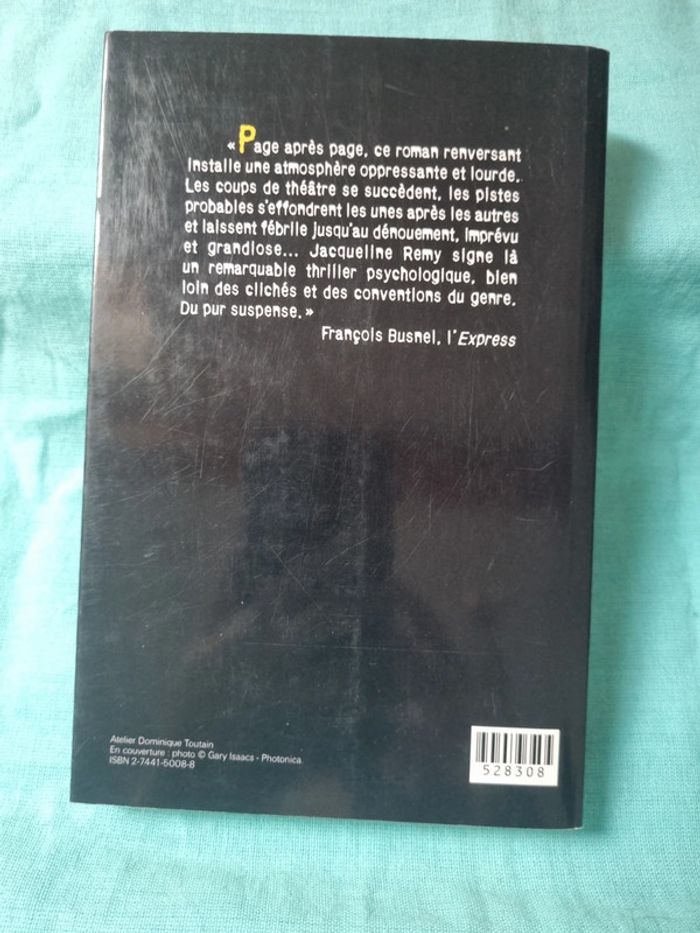 « Page après page, ce roman renversant
installe une atmosphère oppressante et lourde.
Les coups de théâtre se succèdent, les pistes
probables s'effondrent les unes après les autres
et laissent fébrile jusqu'au dénouement, imprévu
et grandiose... Jacqueline Remy signe là
un remarquable thriller psychologique, bien
loin des clichés et des conventions du genre.
Du pur suspense. »
François Busnel, l'Express
Atelier Dominique Toutain
En couverture : photo © Gary Isaacs - Photonica.
ISBN 2-7441-5008-8
528308